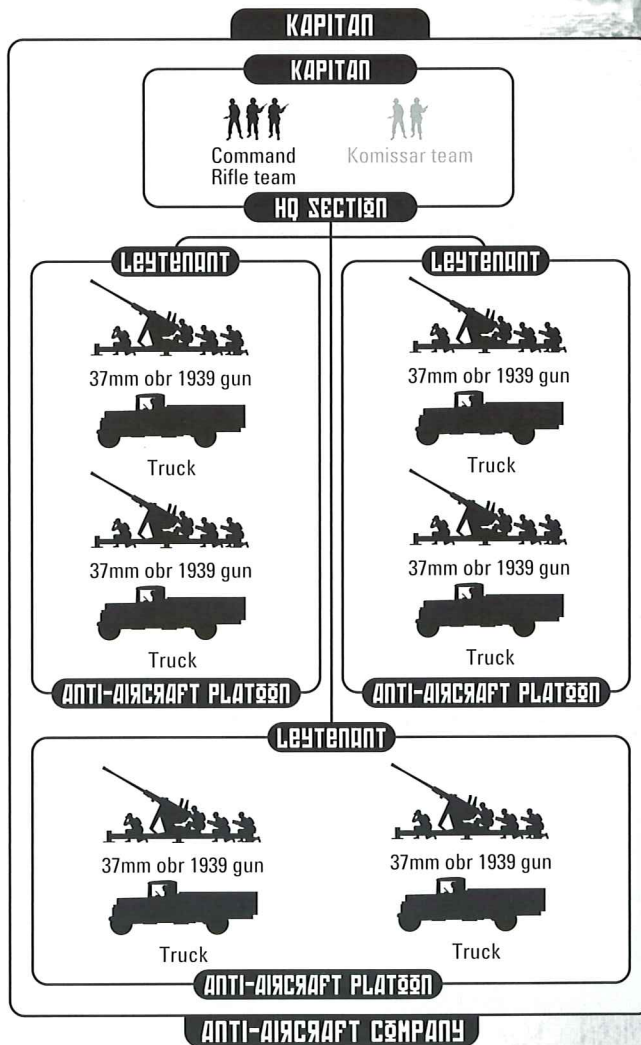 KAPITAN
KAPITAN
Command
Rifle team
Komissar team
HQ SECTION
LEYTENANT
37mm obr 1939 gun
Truck
37mm obr 1939 gun
Truck
ANTI-AIRCRAFT PLATOON
LEYTENANT
37mm obr 1939 gun
Truck
37mm obr 1939 gun
Truck
ANTI-AIRCRAFT PLATOON
LEYTENANT
37mm obr 1939 gun
Truck
37mm obr 1939 gun
Truck
ANTI-AIRCRAFT PLATOON
ANTI-AIRCRAFT COMPANY